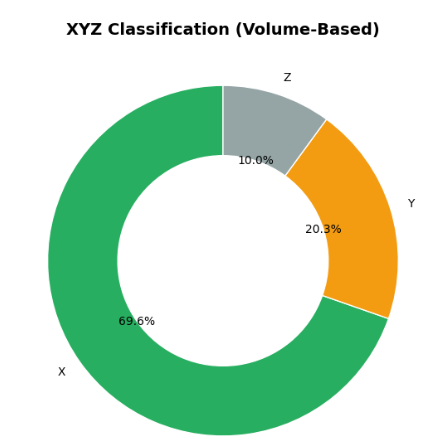 XYZ Classification (Volume-Based)
Z
10.0%
Y
20.3%
69.6%
X